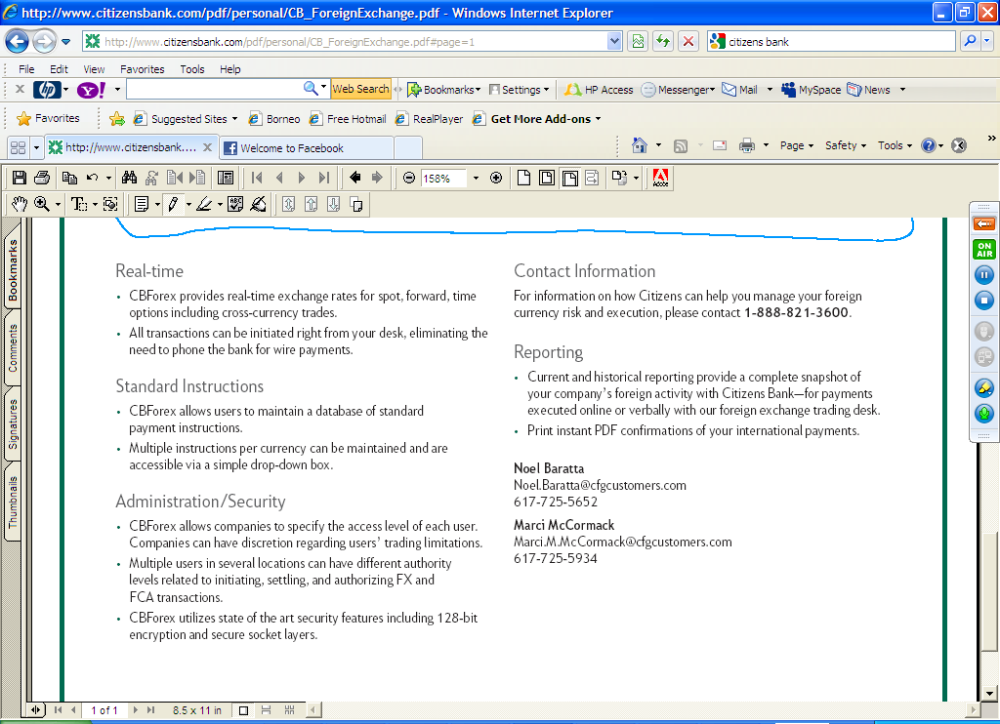 http://www.citizensbank.com/pdf/personal/CB_ForeignExchange.pdf - Windows Internet Explorer
http://www.citizensbank.com/pdf/personal/CB_ForeignExchange.pdf#page=1
citizens bank
File Edit View Favorites Tools Help
hp Y! Web Search Bookmarks Settings HP Access Messenger Mail MySpace News
Favorites Suggested Sites Borneo Free Hotmail RealPlayer Get More Add-ons
http://www.citizensbank.... Welcome to Facebook Page Safety Tools
158% Adobe
Bookmarks
Comments
Signatures
Thumbnails
ON AIR
Real-time
• CBForex provides real-time exchange rates for spot, forward, time
options including cross-currency trades.
• All transactions can be initiated right from your desk, eliminating the
need to phone the bank for wire payments.
Standard Instructions
• CBForex allows users to maintain a database of standard
payment instructions.
• Multiple instructions per currency can be maintained and are
accessible via a simple drop-down box.
Administration/Security
• CBForex allows companies to specify the access level of each user.
Companies can have discretion regarding users' trading limitations.
• Multiple users in several locations can have different authority
levels related to initiating, settling, and authorizing FX and
FCA transactions.
• CBForex utilizes state of the art security features including 128-bit
encryption and secure socket layers.
Contact Information
For information on how Citizens can help you manage your foreign
currency risk and execution, please contact 1-888-821-3600.
Reporting
• Current and historical reporting provide a complete snapshot of
your company's foreign activity with Citizens Bank—for payments
executed online or verbally with our foreign exchange trading desk.
• Print instant PDF confirmations of your international payments.
Noel Baratta
Noel.Baratta@cfgcustomers.com
617-725-5652
Marci McCormack
Marci.M.McCormack@cfgcustomers.com
617-725-5934
1 of 1 8.5 x 11 in